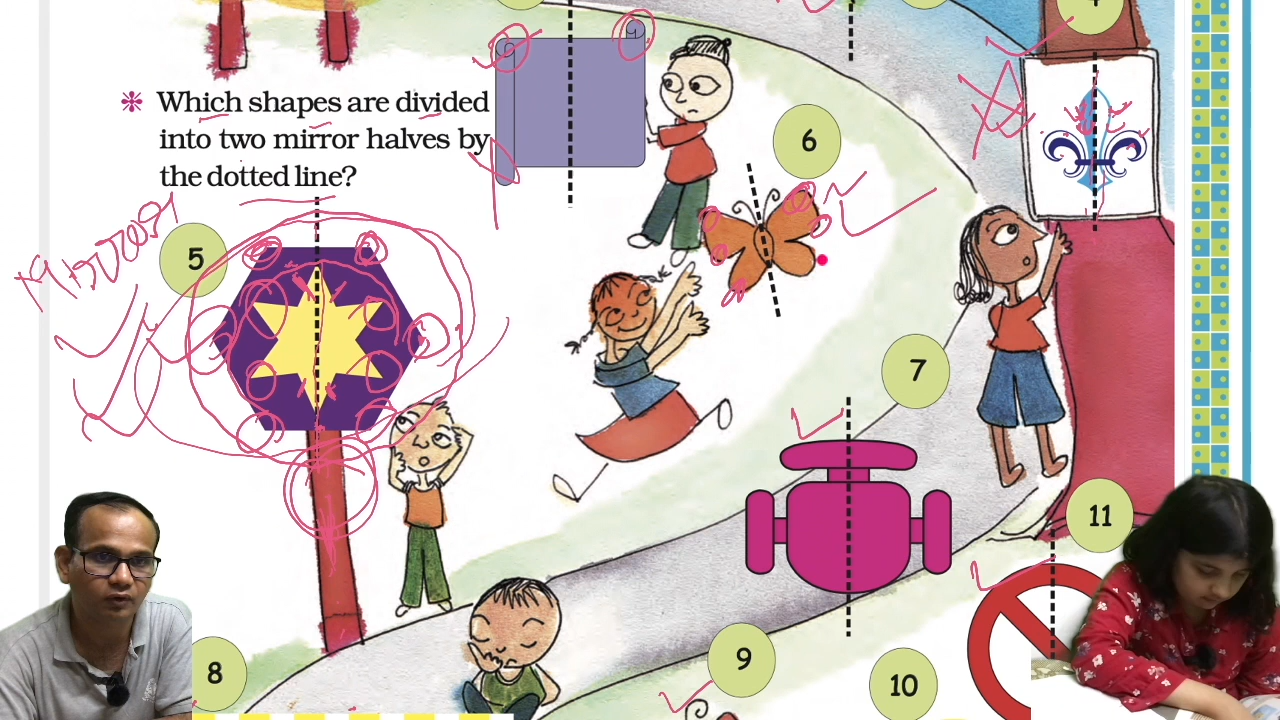 ❉ Which shapes are divided
into two mirror halves by
the dotted line?
6
5
7
11
8
9
10